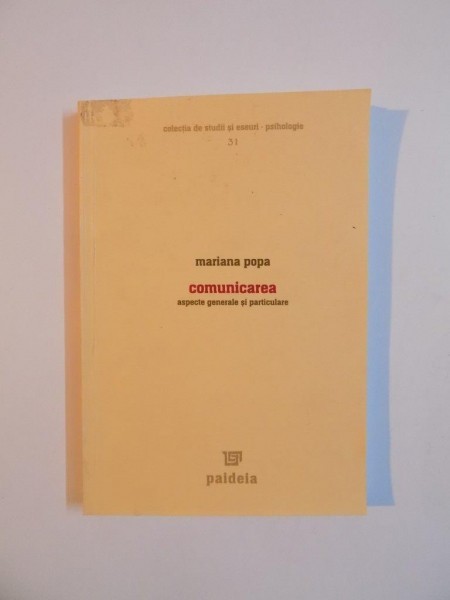 colecția de studii și eseuri · psihologie
31
mariana popa
comunicarea
aspecte generale și particulare
paideia